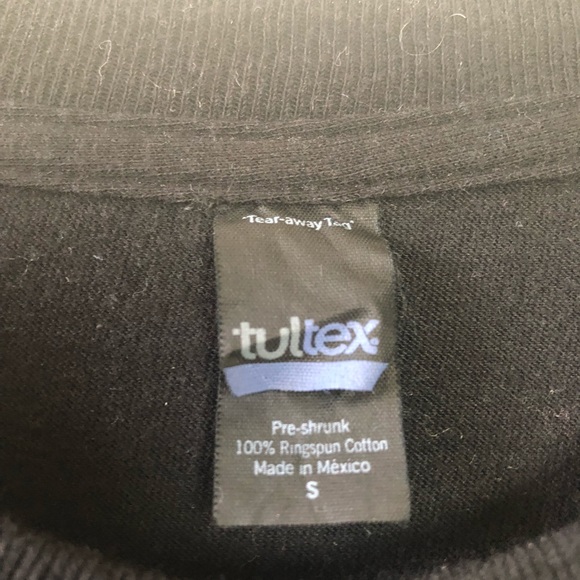 "Tear-away Tag"
tultex
Pre-shrunk
100% Ringspun Cotton
Made in México
S